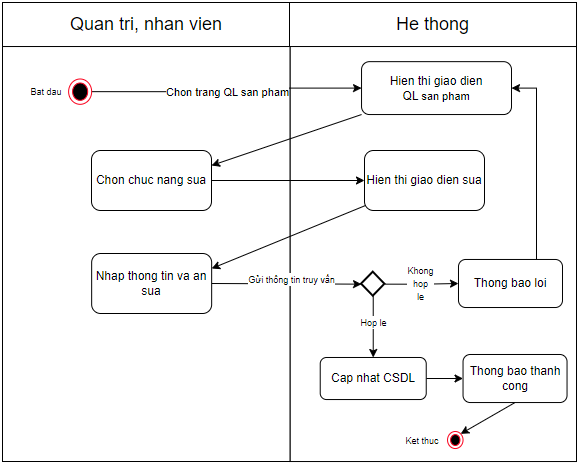 Quan tri, nhan vien
He thong
Bat dau
Chon trang QL san pham
Hien thi giao dien
QL san pham
Chon chuc nang sua
Hien thi giao dien sua
Nhap thong tin va an
sua
Gửi thông tin truy vấn
Khong
hop
le
Thong bao loi
Hop le
Cap nhat CSDL
Thong bao thanh
cong
Ket thuc